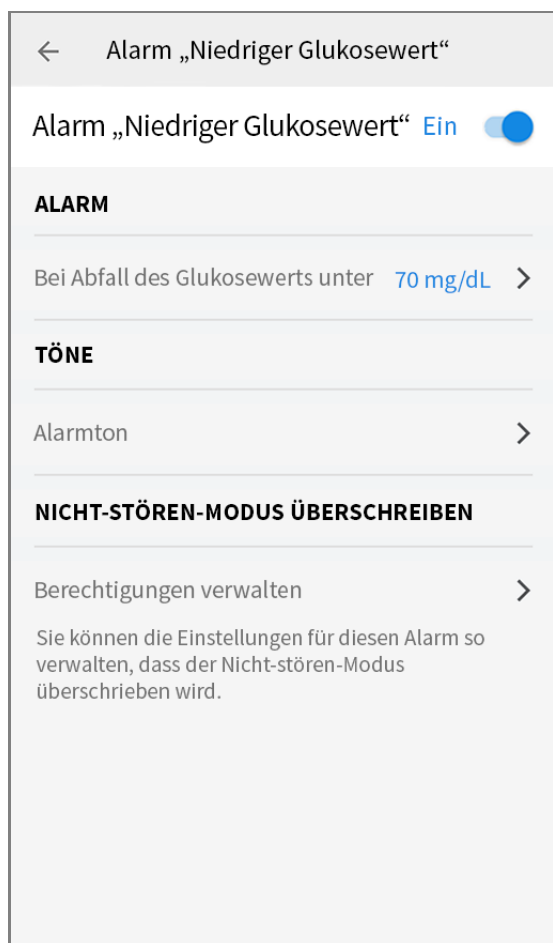 Alarm „Niedriger Glukosewert“
Alarm „Niedriger Glukosewert“ Ein
ALARM
Bei Abfall des Glukosewerts unter 70 mg/dL
TÖNE
Alarmton
NICHT-STÖREN-MODUS ÜBERSCHREIBEN
Berechtigungen verwalten
Sie können die Einstellungen für diesen Alarm so
verwalten, dass der Nicht-stören-Modus
überschrieben wird.